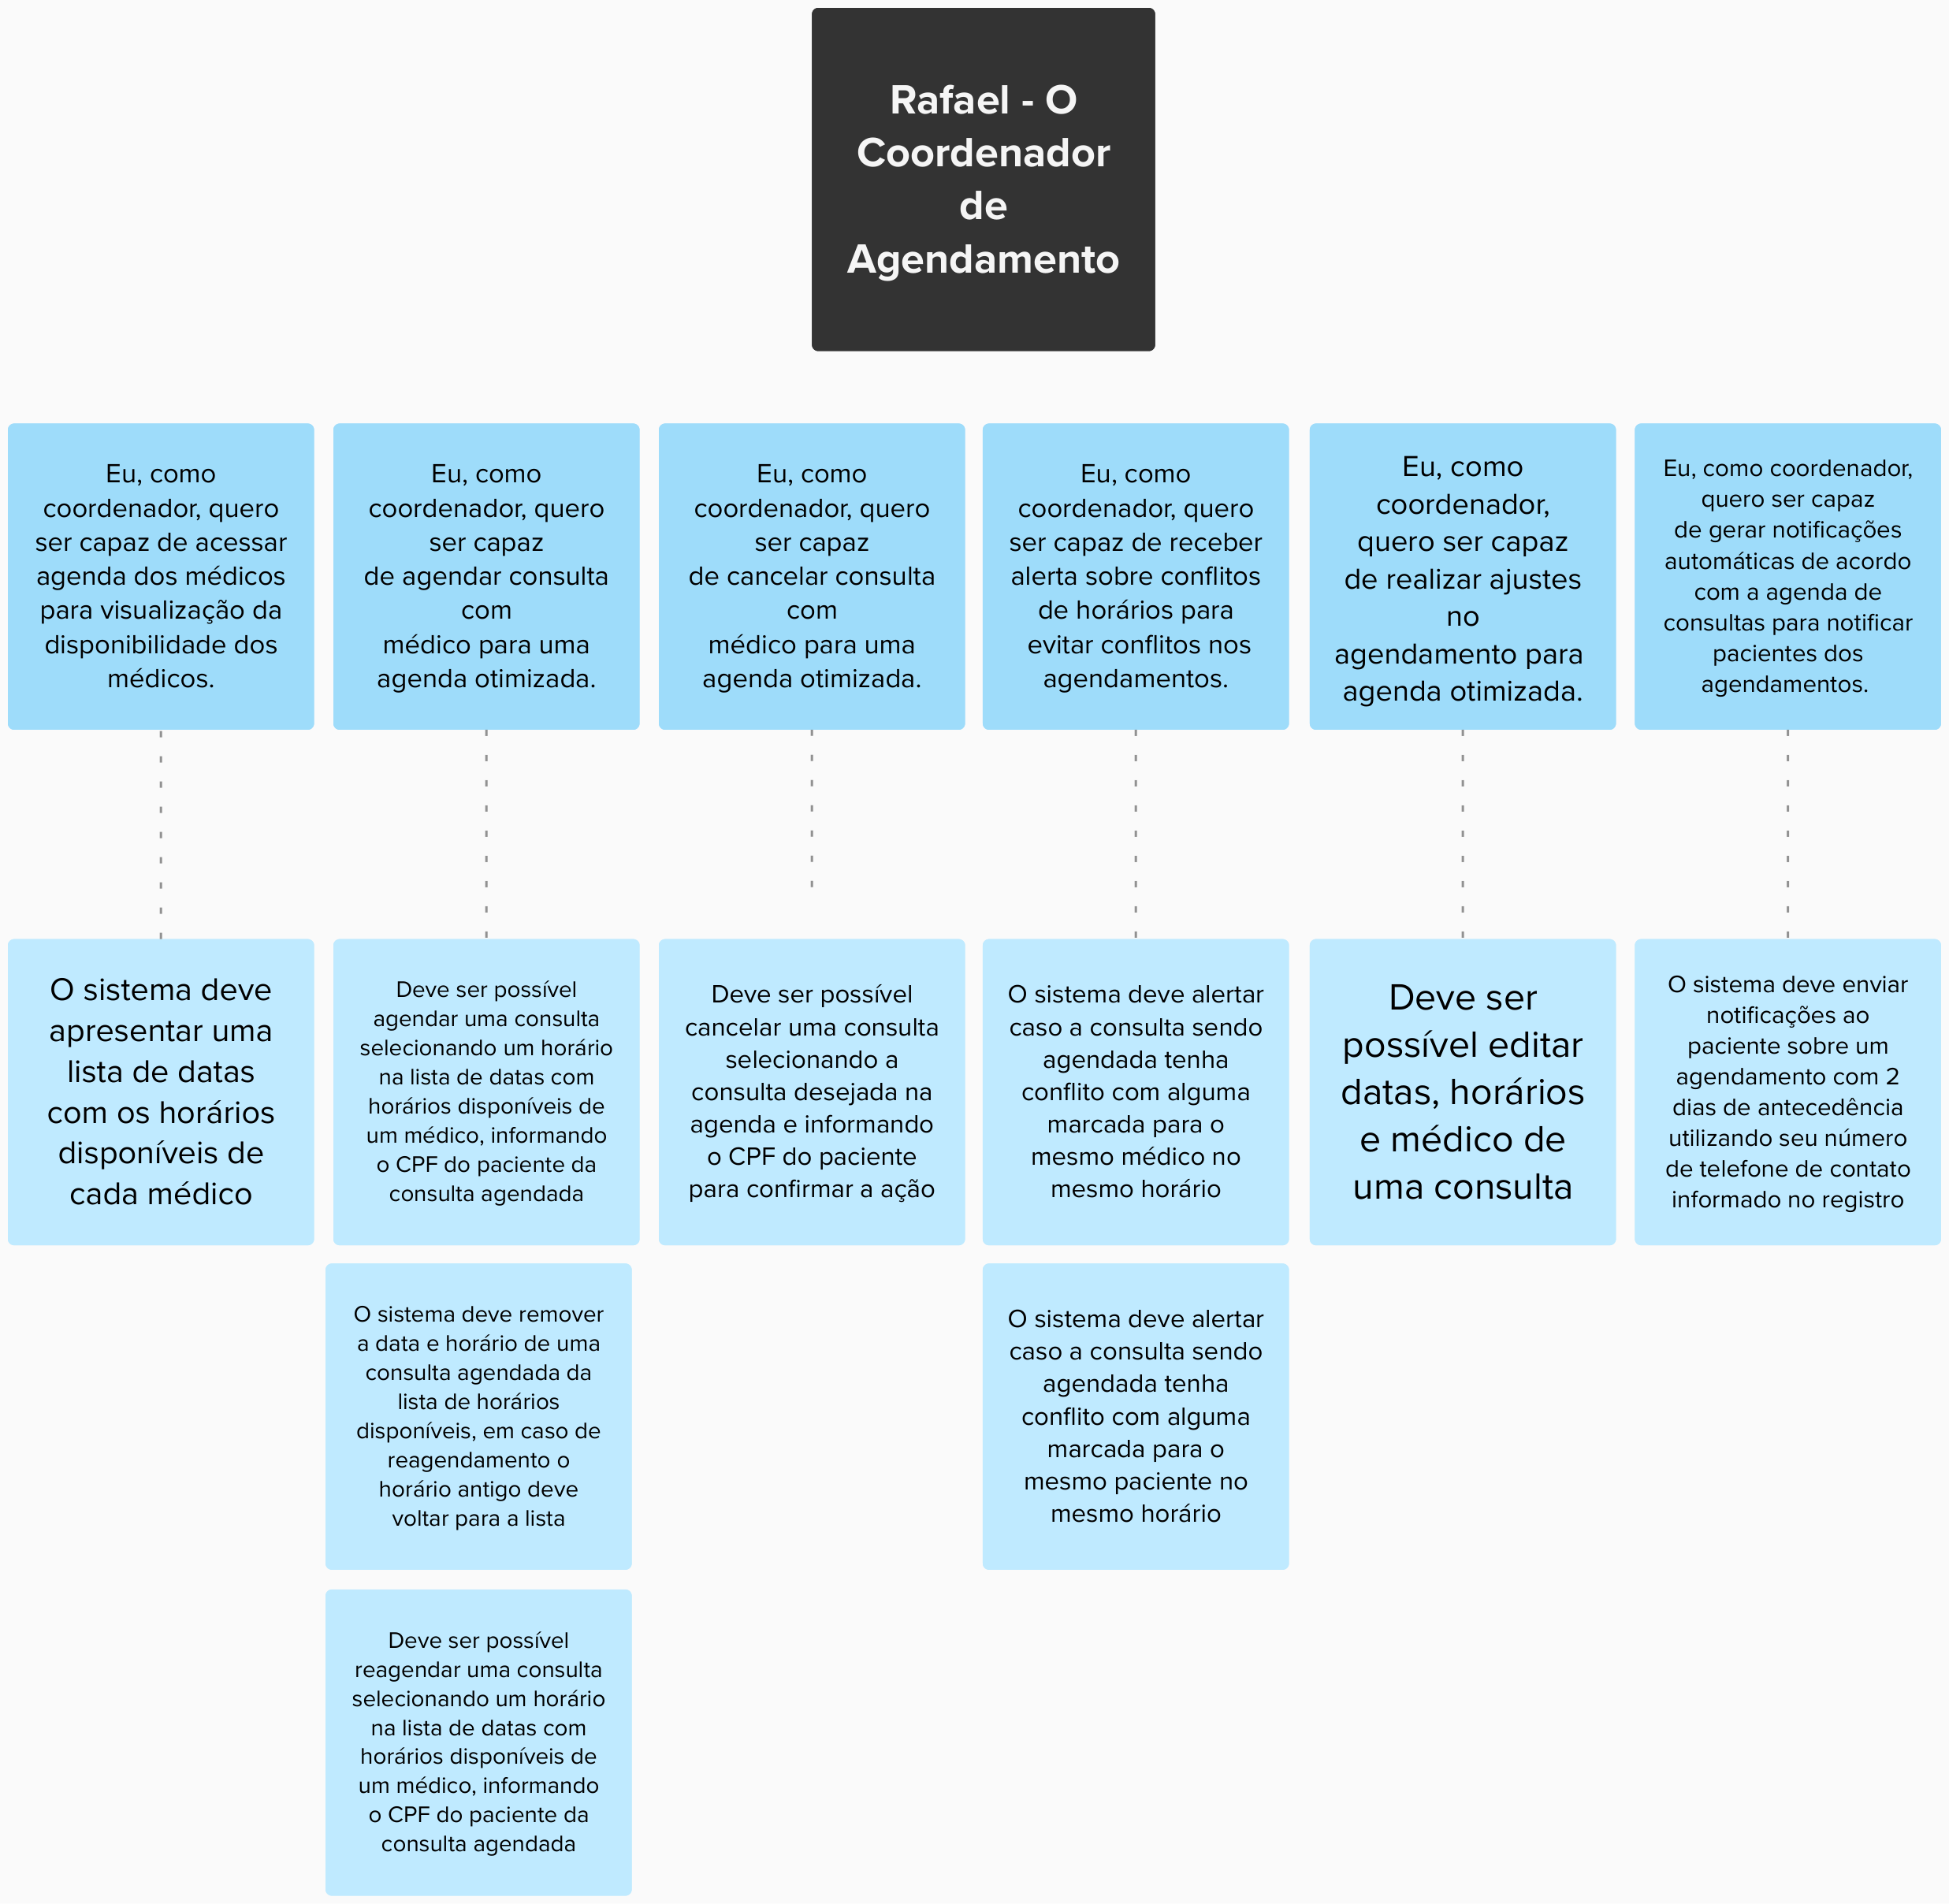 Rafael - O
Coordenador
de
Agendamento
Eu, como
coordenador, quero
ser capaz de acessar
agenda dos médicos
para visualização da
disponibilidade dos
médicos.
Eu, como
coordenador, quero
ser capaz
de agendar consulta
com
médico para uma
agenda otimizada.
Eu, como
coordenador, quero
ser capaz
de cancelar consulta
com
médico para uma
agenda otimizada.
Eu, como
coordenador, quero
ser capaz de receber
alerta sobre conflitos
de horários para
evitar conflitos nos
agendamentos.
Eu, como
coordenador,
quero ser capaz
de realizar ajustes
no
agendamento para
agenda otimizada.
Eu, como coordenador,
quero ser capaz
de gerar notificações
automáticas de acordo
com a agenda de
consultas para notificar
pacientes dos
agendamentos.
O sistema deve
apresentar uma
lista de datas
com os horários
disponíveis de
cada médico
Deve ser possível
agendar uma consulta
selecionando um horário
na lista de datas com
horários disponíveis de
um médico, informando
o CPF do paciente da
consulta agendada
Deve ser possível
cancelar uma consulta
selecionando a
consulta desejada na
agenda e informando
o CPF do paciente
para confirmar a ação
O sistema deve alertar
caso a consulta sendo
agendada tenha
conflito com alguma
marcada para o
mesmo médico no
mesmo horário
Deve ser
possível editar
datas, horários
e médico de
uma consulta
O sistema deve enviar
notificações ao
paciente sobre um
agendamento com 2
dias de antecedência
utilizando seu número
de telefone de contato
informado no registro
O sistema deve remover
a data e horário de uma
consulta agendada da
lista de horários
disponíveis, em caso de
reagendamento o
horário antigo deve
voltar para a lista
O sistema deve alertar
caso a consulta sendo
agendada tenha
conflito com alguma
marcada para o
mesmo paciente no
mesmo horário
Deve ser possível
reagendar uma consulta
selecionando um horário
na lista de datas com
horários disponíveis de
um médico, informando
o CPF do paciente da
consulta agendada